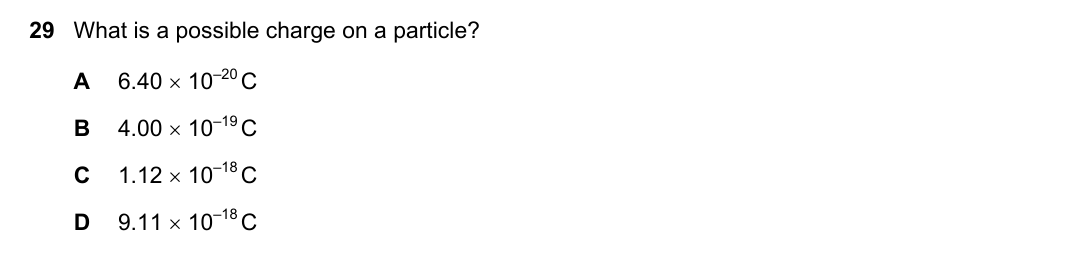 29 What is a possible charge on a particle?
A 6.40 × 10⁻²⁰ C
B 4.00 × 10⁻¹⁹ C
C 1.12 × 10⁻¹⁸ C
D 9.11 × 10⁻¹⁸ C